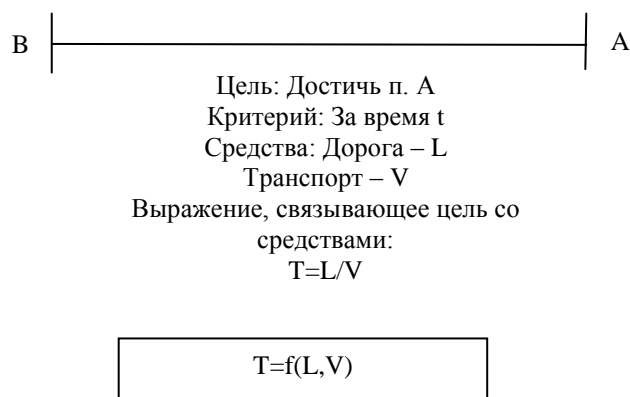 В А
Цель: Достичь п. А
Критерий: За время t
Средства: Дорога – L
Транспорт – V
Выражение, связывающее цель со
средствами:
T=L/V
T=f(L,V)